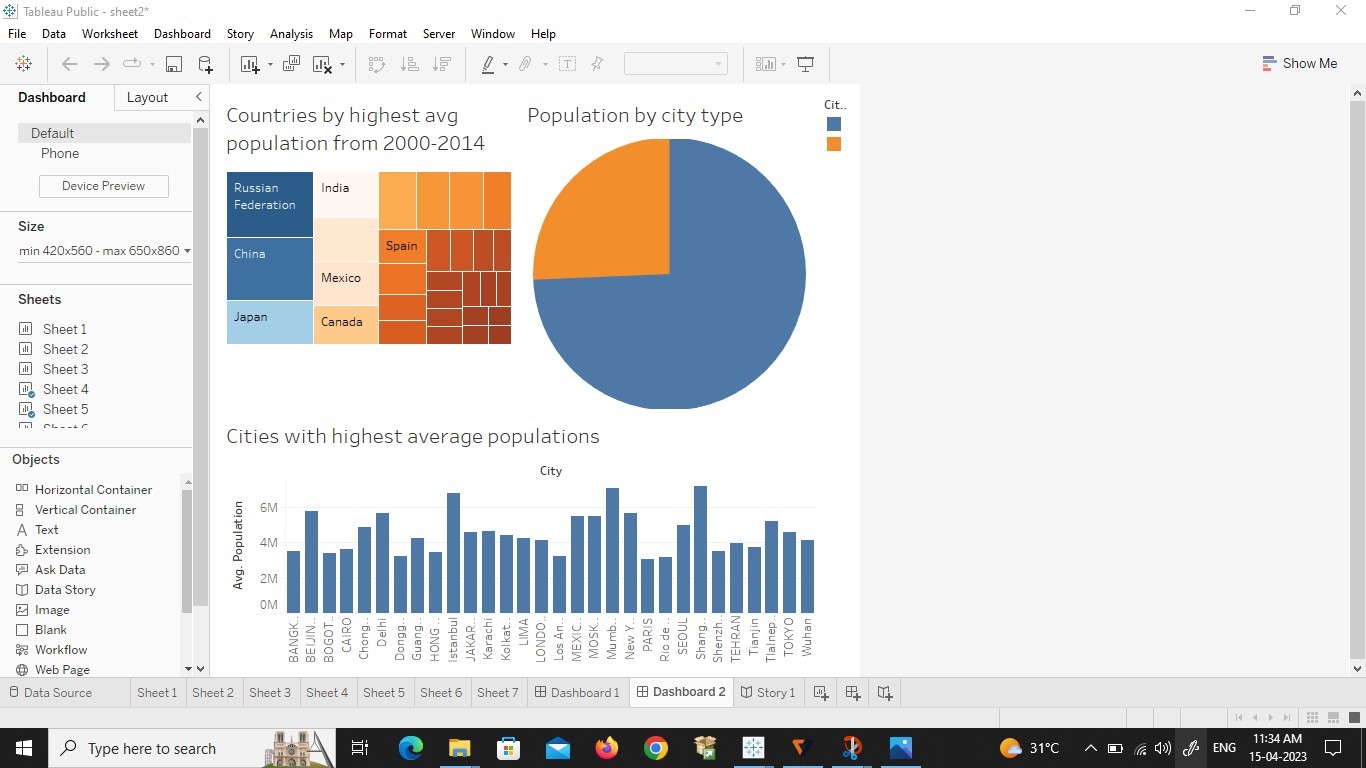 Tableau Public - sheet2*
File Data Worksheet Dashboard Story Analysis Map Format Server Window Help
Show Me
Dashboard Layout
Default
Phone
Device Preview
Size
min 420x560 - max 650x860
Sheets
Sheet 1
Sheet 2
Sheet 3
Sheet 4
Sheet 5
Objects
Horizontal Container
Vertical Container
Text
Extension
Ask Data
Data Story
Image
Blank
Workflow
Web Page
Countries by highest avg
population from 2000-2014
Russian
Federation
China
Japan
India
Mexico
Canada
Spain
Population by city type
Cit..
Cities with highest average populations
City
Avg. Population
6M
4M
2M
0M
BANGK..
BEIJIN..
BOGOT..
CAIRO
Chong..
Delhi
Dongg..
Guang..
HONG ..
Istanbul
JAKAR..
Karachi
Kolkat..
LIMA
LONDO..
Los An..
MEXIC..
MOSK..
Mumb..
New Y..
PARIS
Rio de ..
SEOUL
Shang..
Shenzh..
TEHRAN
Tianjin
Tlalnep..
TOKYO
Wuhan
Data Source Sheet 1 Sheet 2 Sheet 3 Sheet 4 Sheet 5 Sheet 6 Sheet 7 Dashboard 1 Dashboard 2 Story 1
Type here to search
31°C
ENG
11:34 AM
15-04-2023